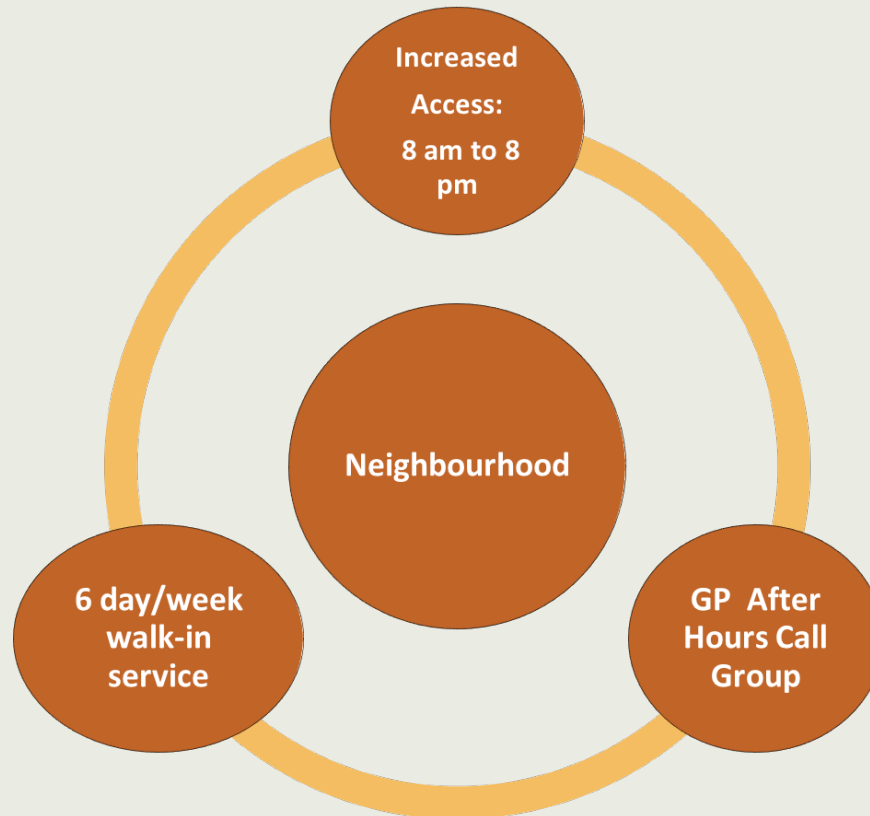 Increased
Access:
8 am to 8
pm
Neighbourhood
6 day/week
walk-in
service
GP After
Hours Call
Group